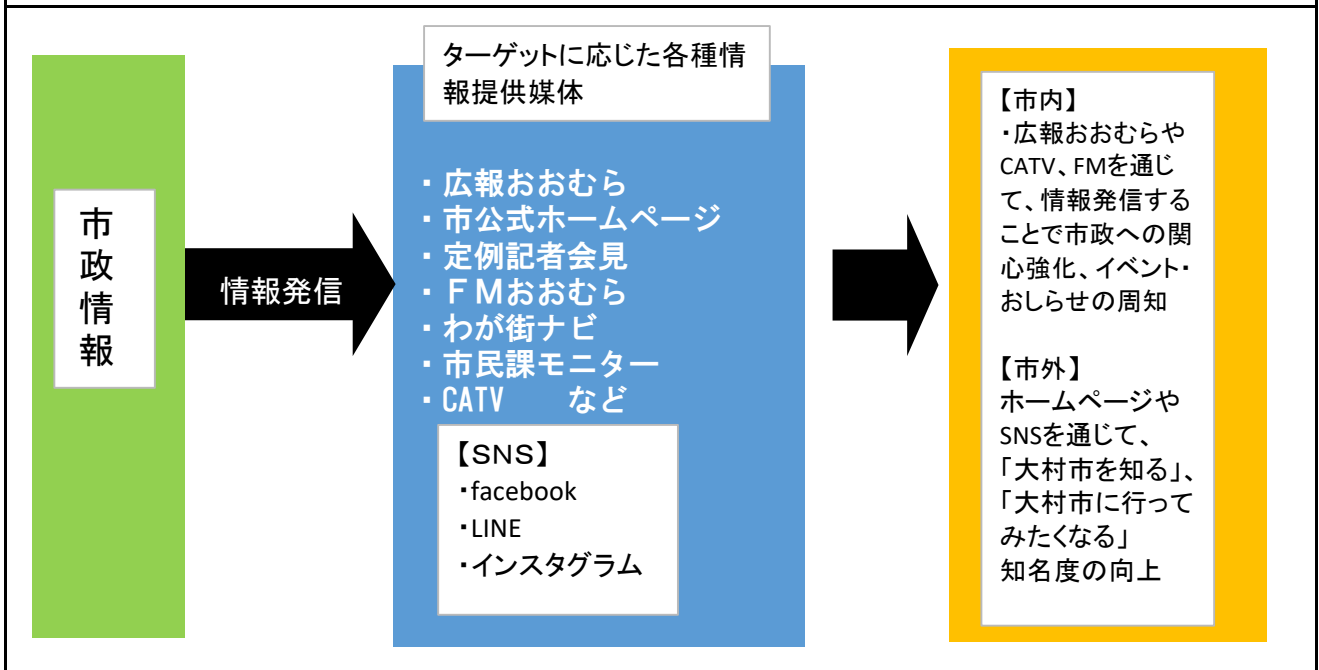 市政情報
情報発信
ターゲットに応じた各種情
報提供媒体
・広報おおむら
・市公式ホームページ
・定例記者会見
・ＦＭおおむら
・わが街ナビ
・市民課モニター
・CATV　　など
【ＳＮＳ】
・facebook
・LINE
・インスタグラム
【市内】
・広報おおむらや
CATV、FMを通じ
て、情報発信する
ことで市政への関
心強化、イベント・
おしらせの周知
【市外】
ホームページや
SNSを通じて、
「大村市を知る」、
「大村市に行って
みたくなる」
知名度の向上